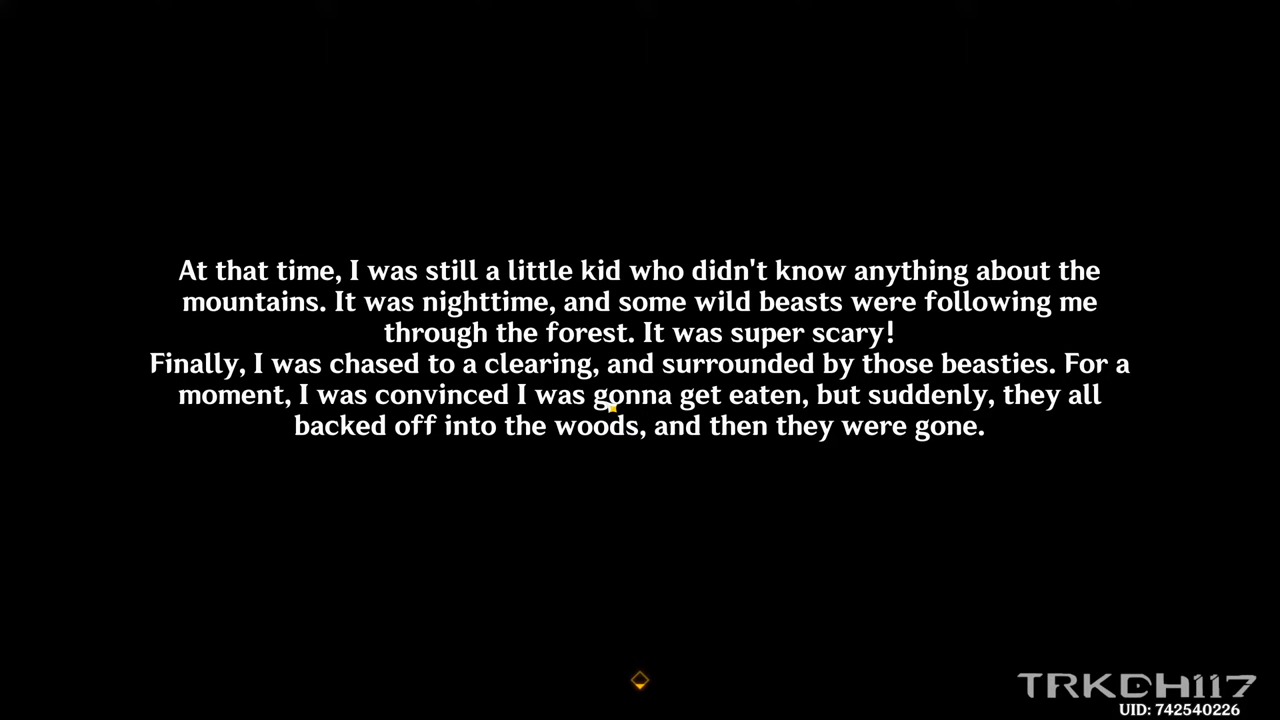 At that time, I was still a little kid who didn't know anything about the
mountains. It was nighttime, and some wild beasts were following me
through the forest. It was super scary!
Finally, I was chased to a clearing, and surrounded by those beasties. For a
moment, I was convinced I was gonna get eaten, but suddenly, they all
backed off into the woods, and then they were gone.
TRKDH117
UID: 742540226